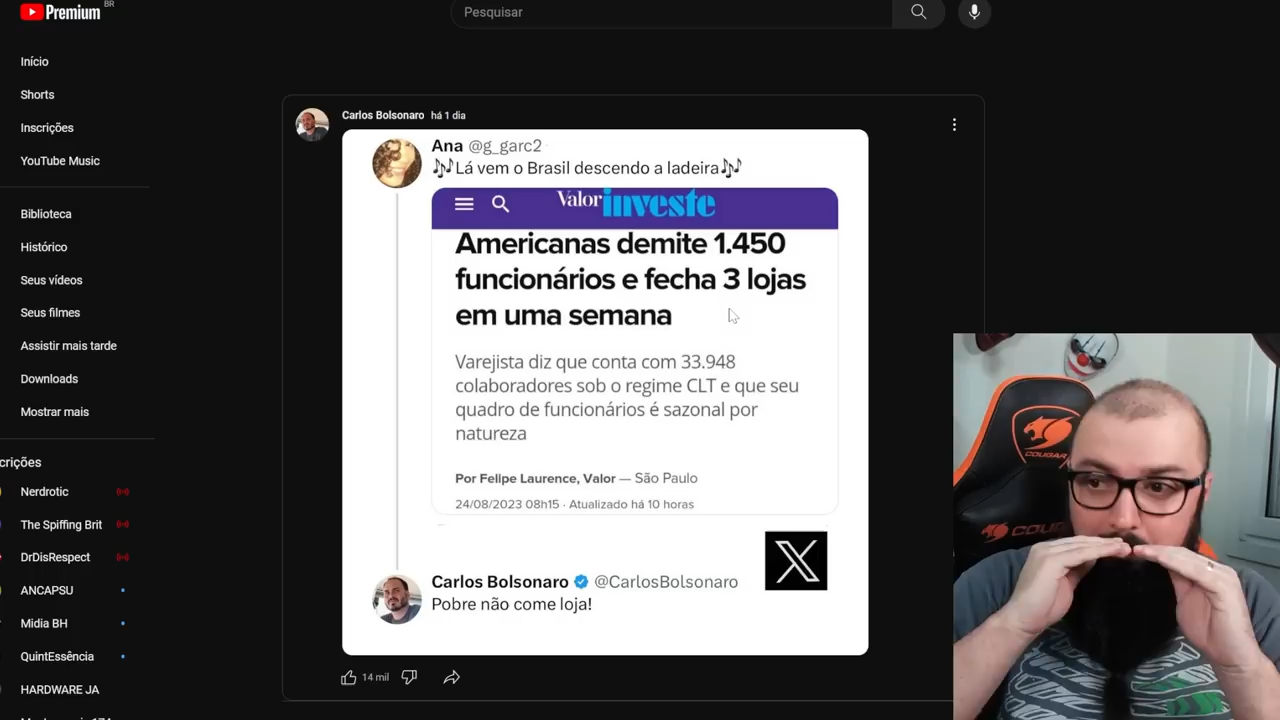 Premium BR
Pesquisar
Início
Shorts
Inscrições
YouTube Music
Biblioteca
Histórico
Seus vídeos
Seus filmes
Assistir mais tarde
Downloads
Mostrar mais
crições
Nerdrotic
The Spiffing Brit
DrDisRespect
ANCAPSU
Midia BH
QuintEssência
HARDWARE JA
Carlos Bolsonaro há 1 dia
Ana @g_garc2
🎶Lá vem o Brasil descendo a ladeira🎶
Valor investe
Americanas demite 1.450
funcionários e fecha 3 lojas
em uma semana
Varejista diz que conta com 33.948
colaboradores sob o regime CLT e que seu
quadro de funcionários é sazonal por
natureza
Por Felipe Laurence, Valor — São Paulo
24/08/2023 08h15 · Atualizado há 10 horas
X
Carlos Bolsonaro @CarlosBolsonaro
Pobre não come loja!
14 mil
COUGAR